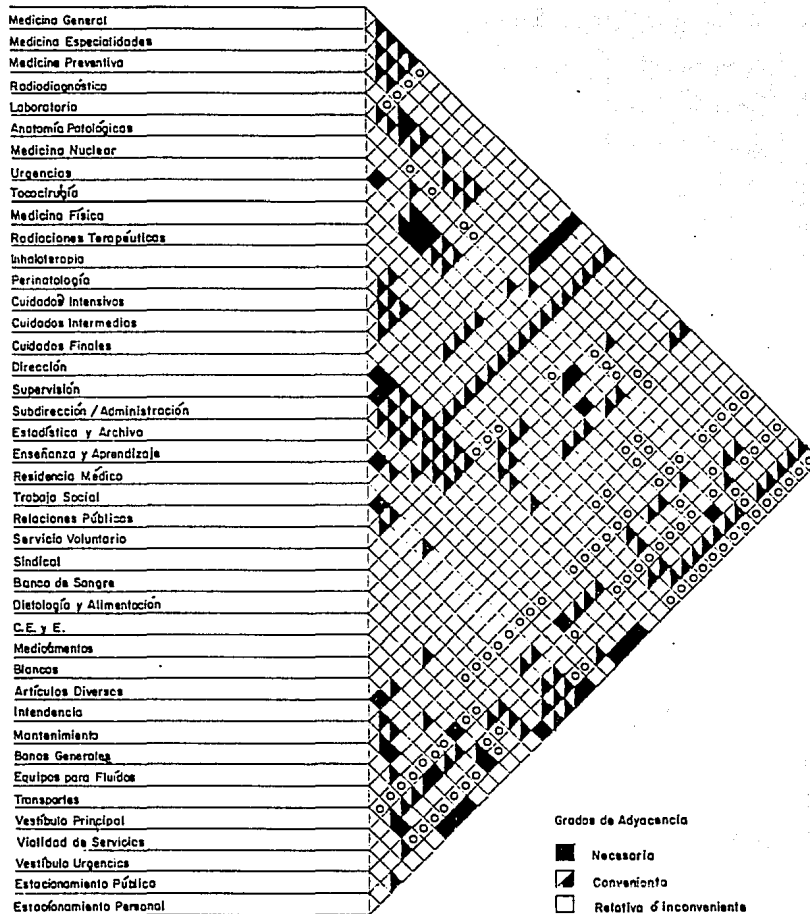 Medicina General
Medicina Especialidades
Medicine Preventiva
Radiodiagnóstico
Laboratorio
Anatomía Patológicas
Medicina Nuclear
Urgencias
Tococirugía
Medicina Física
Radiaciones Terapéuticas
Inhaloterapia
Perinatología
Cuidados Intensivos
Cuidados Intermedios
Cuidados Finales
Dirección
Supervisión
Subdirección / Administración
Estadística y Archivo
Enseñanza y Aprendizaje
Residencia Médico
Trabajo Social
Relaciones Públicas
Servicio Voluntario
Sindical
Banco de Sangre
Dietología y Alimentación
C.E. y E.
Medicamentos
Blancos
Artículos Diversos
Intendencia
Mantenimiento
Banos Generales
Equipos para Fluídos
Transportes
Vestíbulo Principal
Vialidad de Servicios
Vestíbulo Urgencias
Estacionamiento Público
Estacionamiento Personal
Grados de Adyacencia
Necesaria
Conveniente
Relativa ó inconveniente